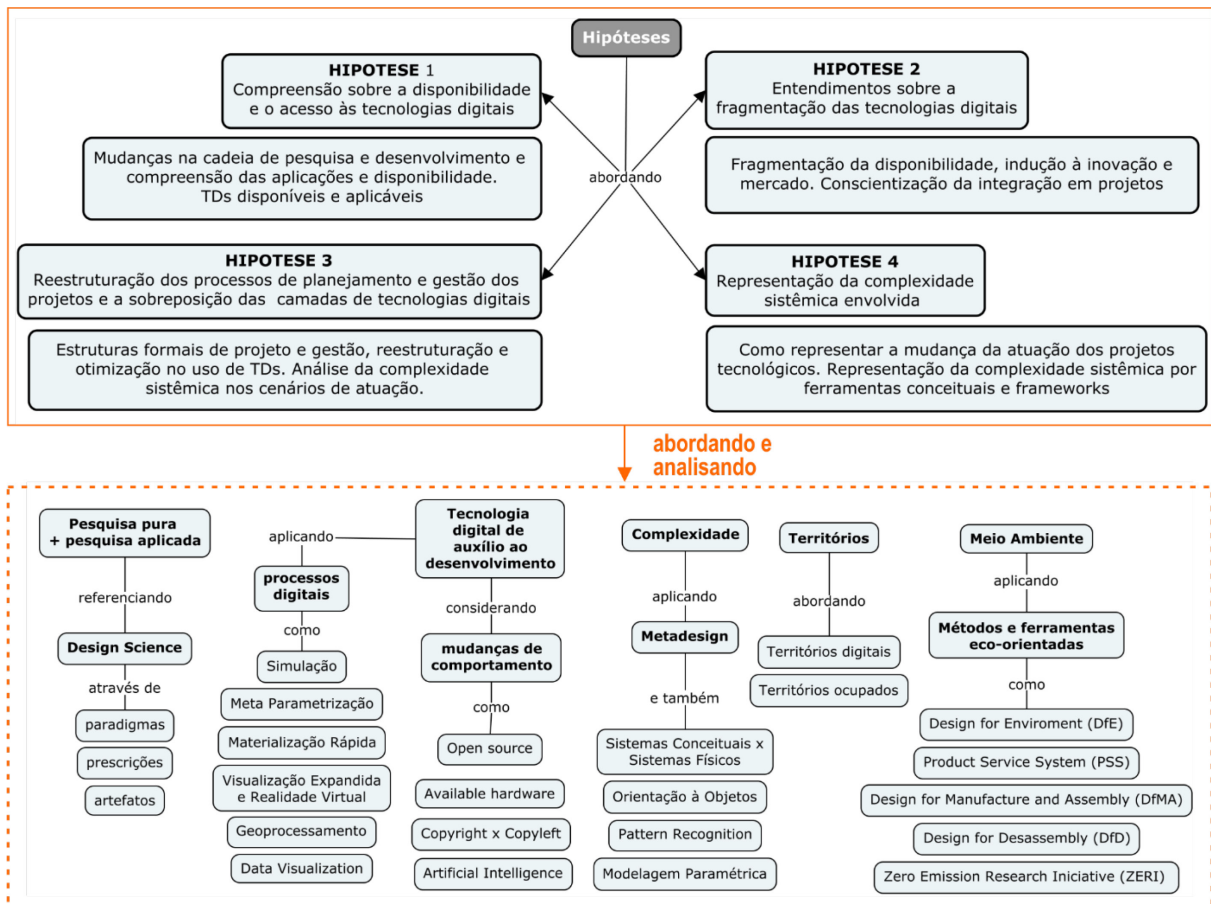 Hipóteses
HIPOTESE 1
Compreensão sobre a disponibilidade
e o acesso às tecnologias digitais
HIPOTESE 2
Entendimentos sobre a
fragmentação das tecnologias digitais
Mudanças na cadeia de pesquisa e desenvolvimento e
compreensão das aplicações e disponibilidade.
TDs disponíveis e aplicáveis
abordando
Fragmentação da disponibilidade, indução à inovação e
mercado. Conscientização da integração em projetos
HIPOTESE 3
Reestruturação dos processos de planejamento e gestão dos
projetos e a sobreposição das camadas de tecnologias digitais
HIPOTESE 4
Representação da complexidade
sistêmica envolvida
Estruturas formais de projeto e gestão, reestruturação e
otimização no uso de TDs. Análise da complexidade
sistêmica nos cenários de atuação.
Como representar a mudança da atuação dos projetos
tecnológicos. Representação da complexidade sistêmica por
ferramentas conceituais e frameworks
abordando e
analisando
Pesquisa pura
+ pesquisa aplicada
referenciando
Design Science
através de
paradigmas
prescrições
artefatos
aplicando
processos
digitais
como
Simulação
Meta Parametrização
Materialização Rápida
Visualização Expandida
e Realidade Virtual
Geoprocessamento
Data Visualization
Tecnologia
digital de
auxílio ao
desenvolvimento
considerando
mudanças de
comportamento
como
Open source
Available hardware
Copyright x Copyleft
Artificial Intelligence
Complexidade
aplicando
Metadesign
e também
Sistemas Conceituais x
Sistemas Físicos
Orientação à Objetos
Pattern Recognition
Modelagem Paramétrica
Territórios
abordando
Territórios digitais
Territórios ocupados
Meio Ambiente
aplicando
Métodos e ferramentas
eco-orientadas
como
Design for Enviroment (DfE)
Product Service System (PSS)
Design for Manufacture and Assembly (DfMA)
Design for Desassembly (DfD)
Zero Emission Research Iniciative (ZERI)